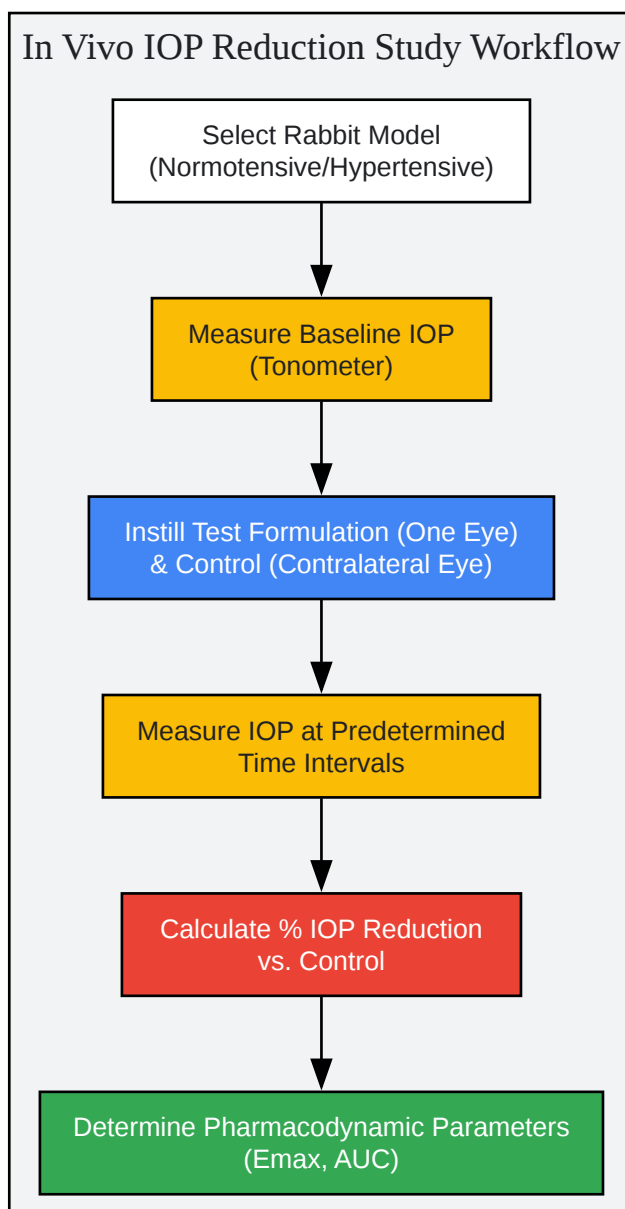 In Vivo IOP Reduction Study Workflow
Select Rabbit Model
(Normotensive/Hypertensive)
Measure Baseline IOP
(Tonometer)
Instill Test Formulation (One Eye)
& Control (Contralateral Eye)
Measure IOP at Predetermined
Time Intervals
Calculate % IOP Reduction
vs. Control
Determine Pharmacodynamic Parameters
(Emax, AUC)